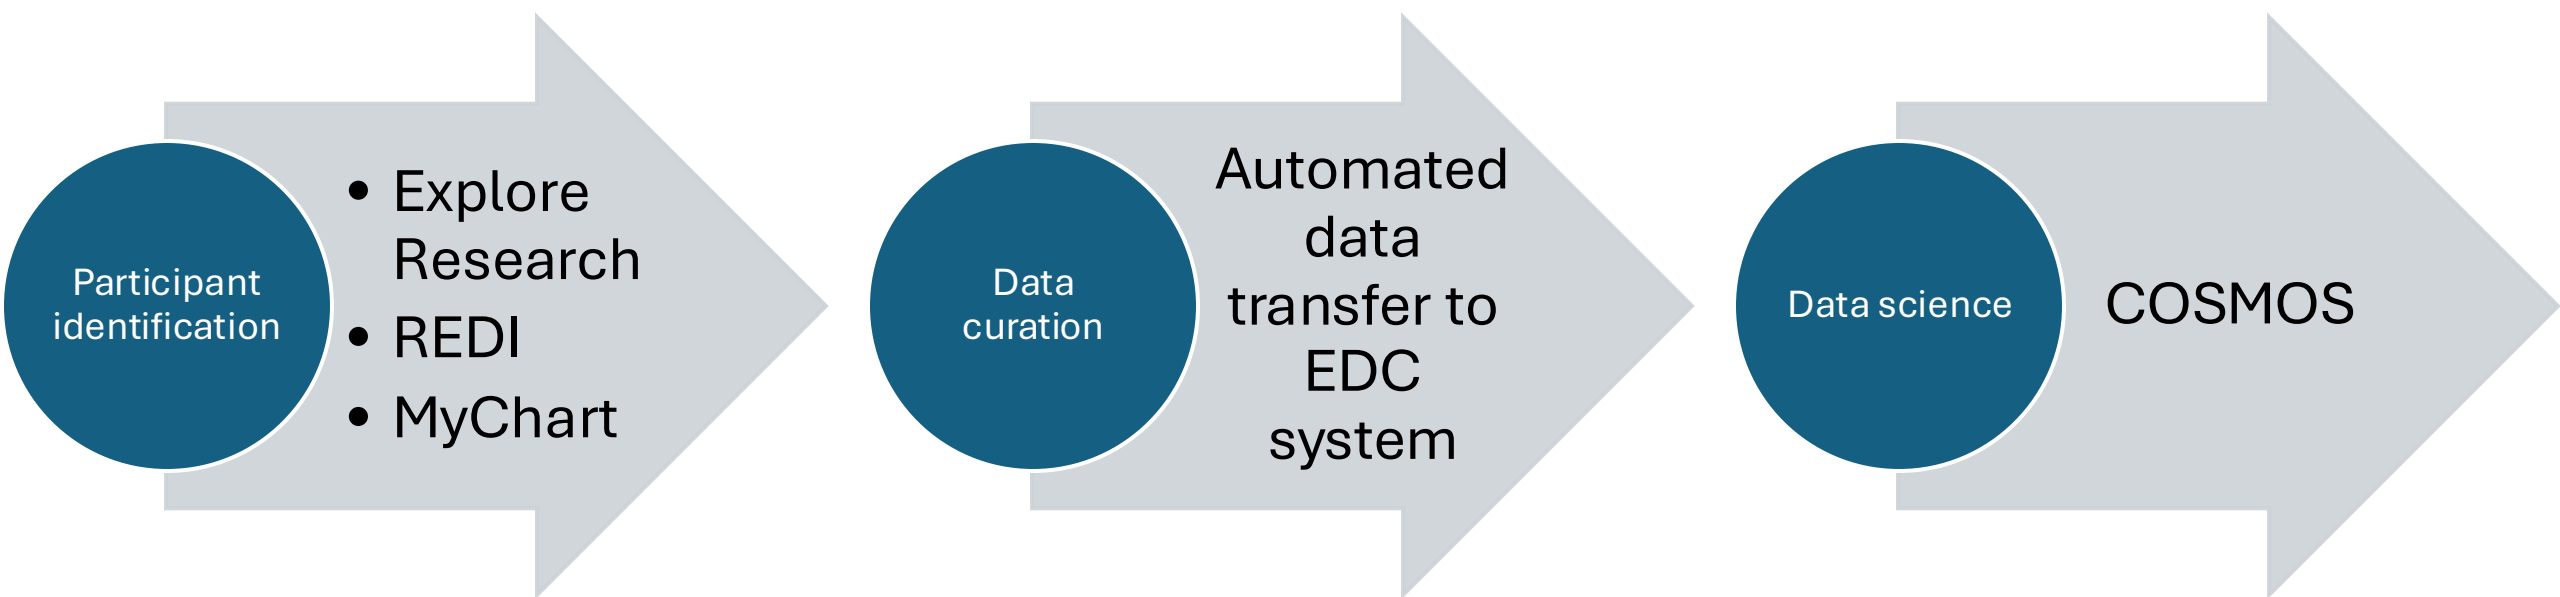 Participant
identification
• Explore
Research
• REDI
• MyChart
Data
curation
Automated
data
transfer to
EDC
system
Data science
COSMOS